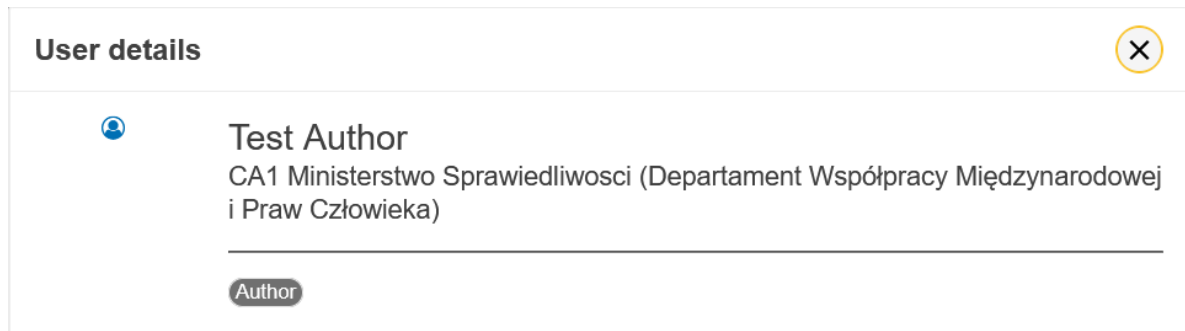 User details
Test Author
CA1 Ministerstwo Sprawiedliwosci (Departament Współpracy Międzynarodowej
i Praw Człowieka)
Author